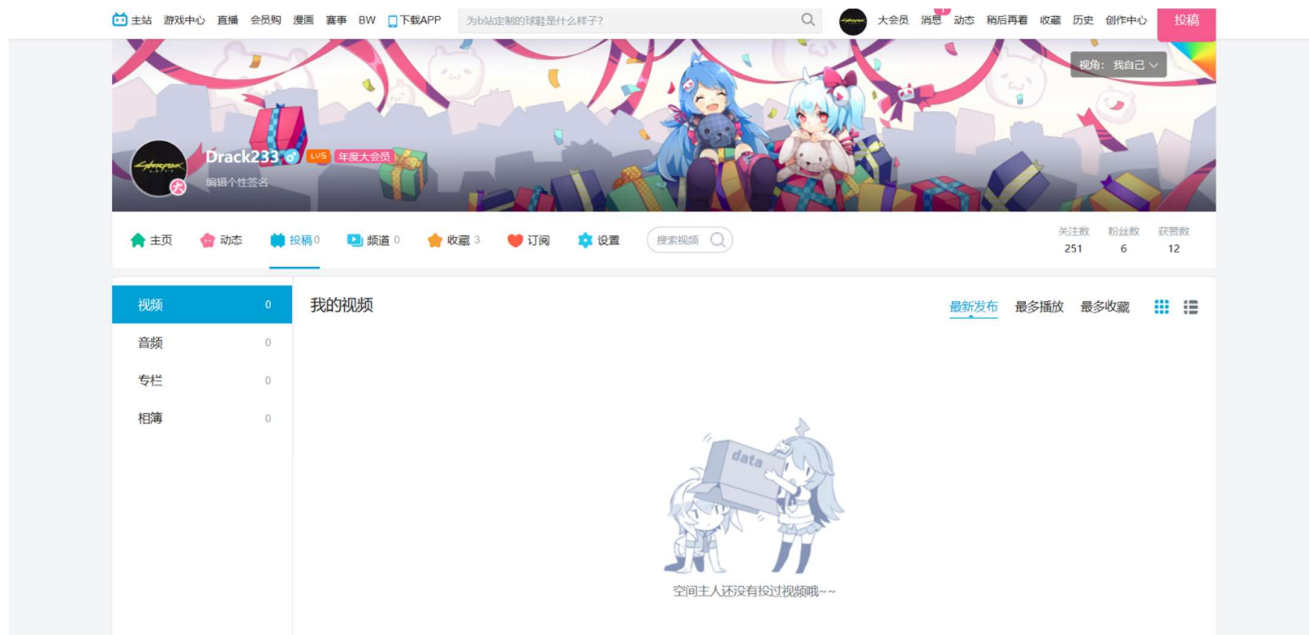 主站 游戏中心 直播 会员购 漫画 赛事 BW 下载APP 为b站定制的球鞋是什么样子? 大会员 消息 1 动态 稍后再看 收藏 历史 创作中心 投稿
视角: 我自己
Drack233 LV5 年度大会员
编辑个性签名
主页 动态 投稿 0 频道 0 收藏 3 订阅 设置 搜索视频 关注数 粉丝数 获赞数
251 6 12
视频 0 我的视频 最新发布 最多播放 最多收藏
音频 0
专栏 0
相簿 0
data
空间主人还没有投过视频哦~~